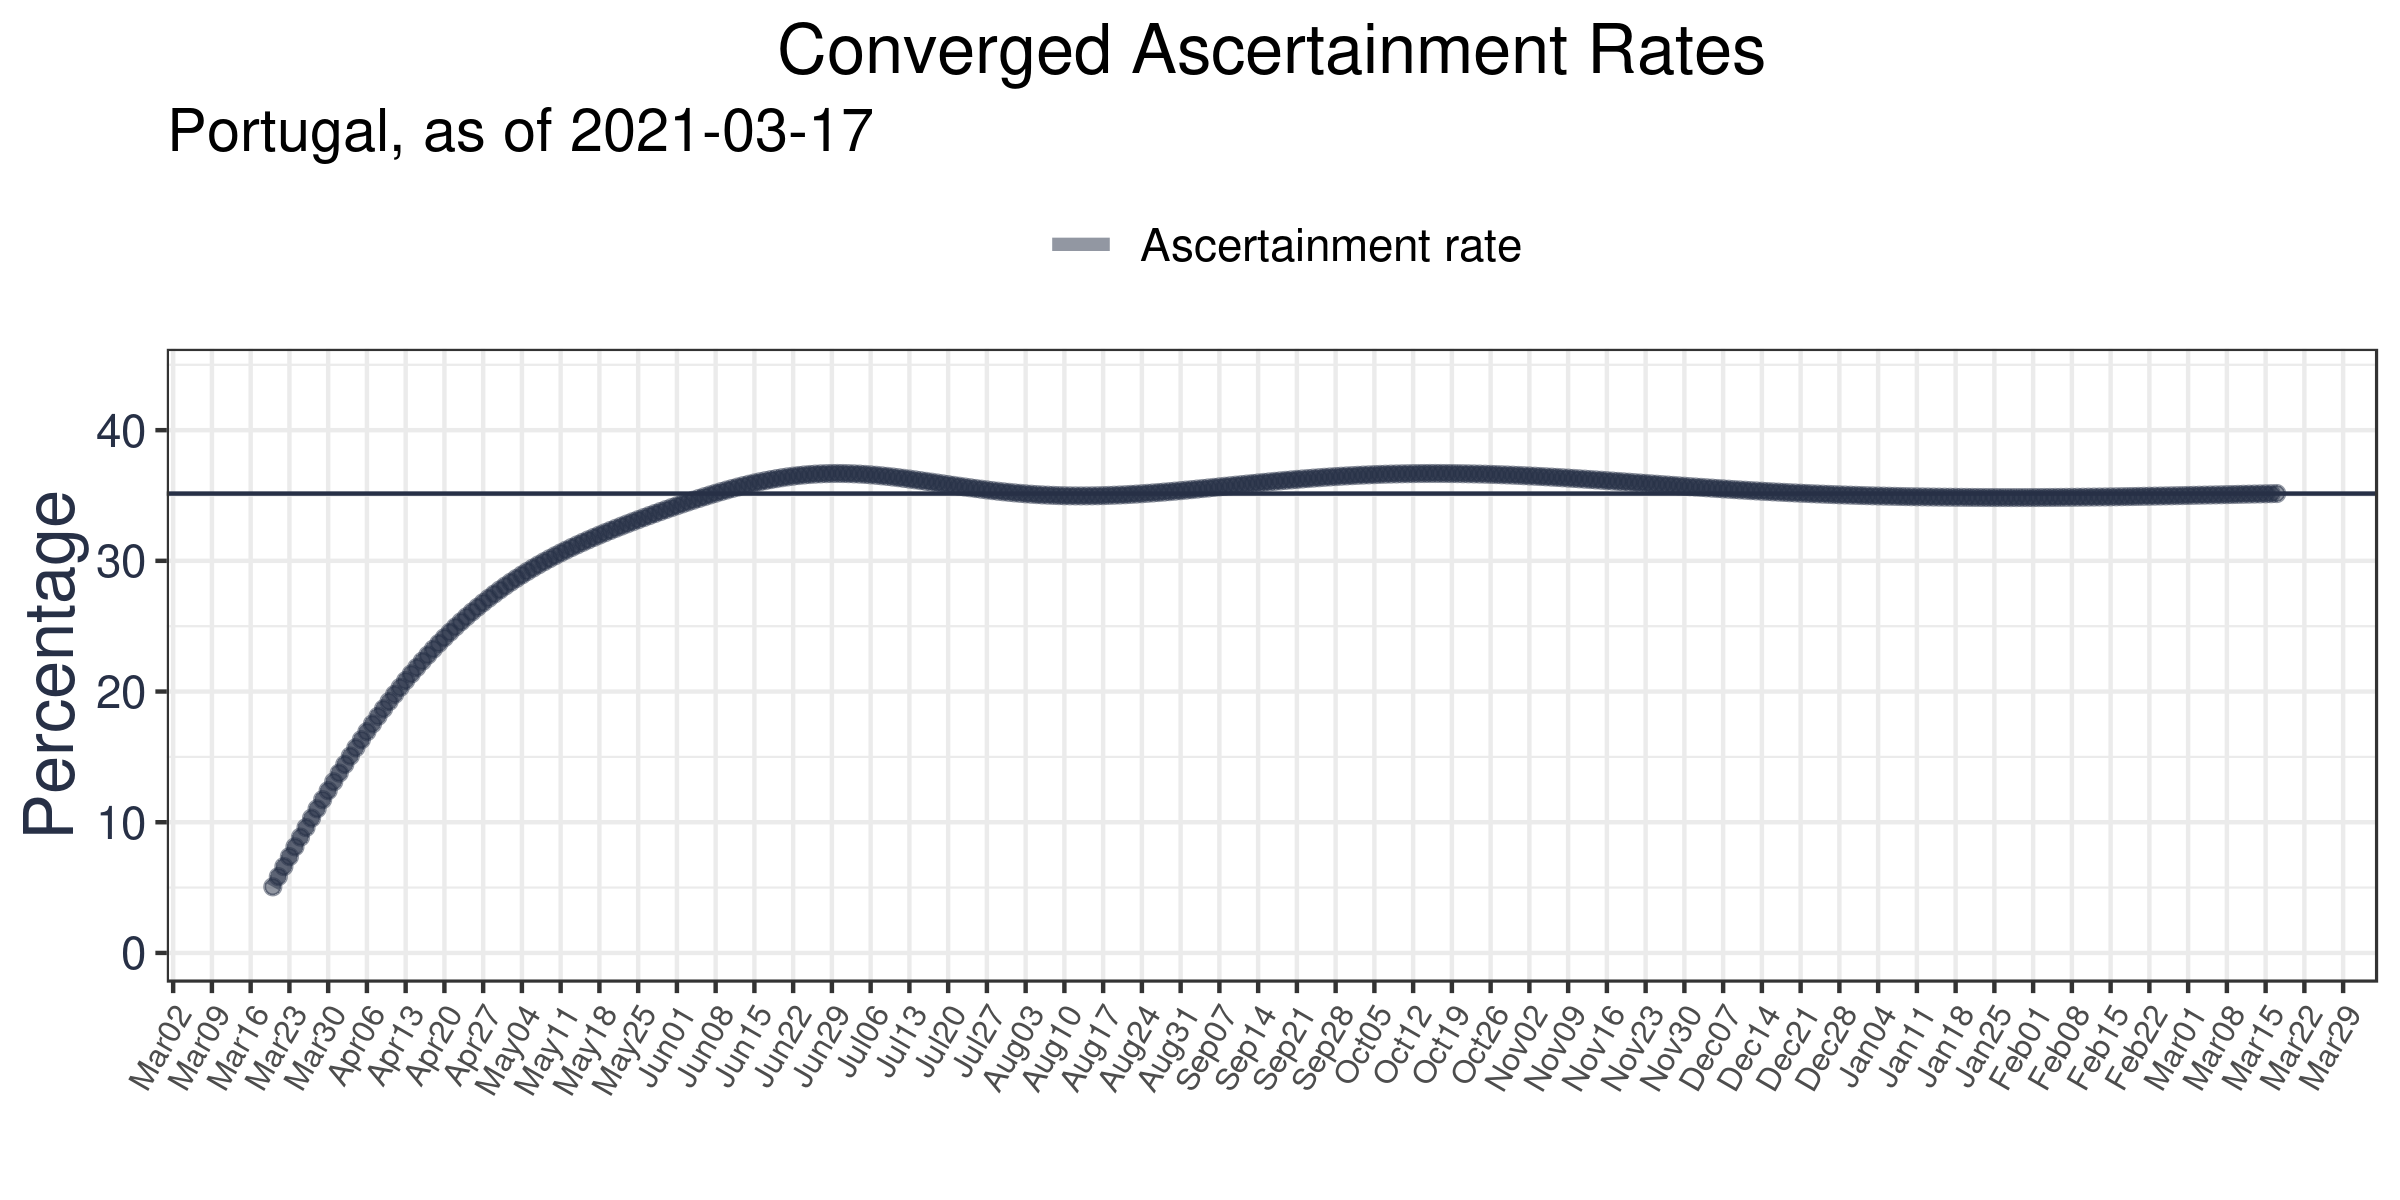 Converged Ascertainment Rates
Portugal, as of 2021-03-17
Ascertainment rate
Percentage
40
30
20
10
0
Mar02 Mar09 Mar16 Mar23 Mar30 Apr06 Apr13 Apr20 Apr27 May04 May11 May18 May25 Jun01 Jun08 Jun15 Jun22 Jun29 Jul06 Jul13 Jul20 Jul27 Aug03 Aug10 Aug17 Aug24 Aug31 Sep07 Sep14 Sep21 Sep28 Oct05 Oct12 Oct19 Oct26 Nov02 Nov09 Nov16 Nov23 Nov30 Dec07 Dec14 Dec21 Dec28 Jan04 Jan11 Jan18 Jan25 Feb01 Feb08 Feb15 Feb22 Mar01 Mar08 Mar15 Mar22 Mar29